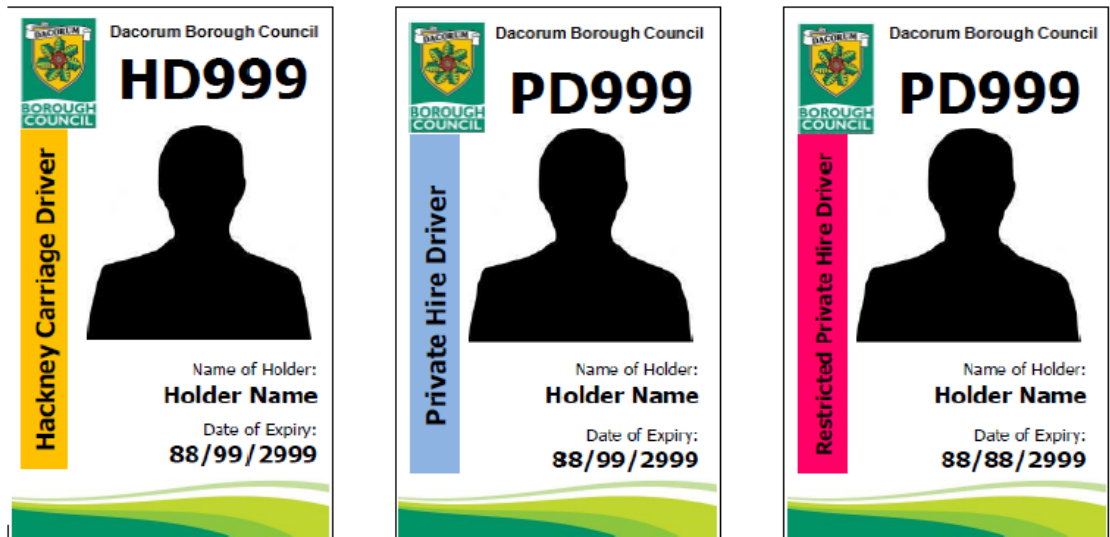 DACORUM
BOROUGH
COUNCIL
Dacorum Borough Council
HD999
Hackney Carriage Driver
Name of Holder:
Holder Name
Date of Expiry:
88/99/2999
DACORUM
BOROUGH
COUNCIL
Dacorum Borough Council
PD999
Private Hire Driver
Name of Holder:
Holder Name
Date of Expiry:
88/99/2999
DACORUM
BOROUGH
COUNCIL
Dacorum Borough Council
PD999
Restricted Private Hire Driver
Name of Holder:
Holder Name
Date of Expiry:
88/88/2999